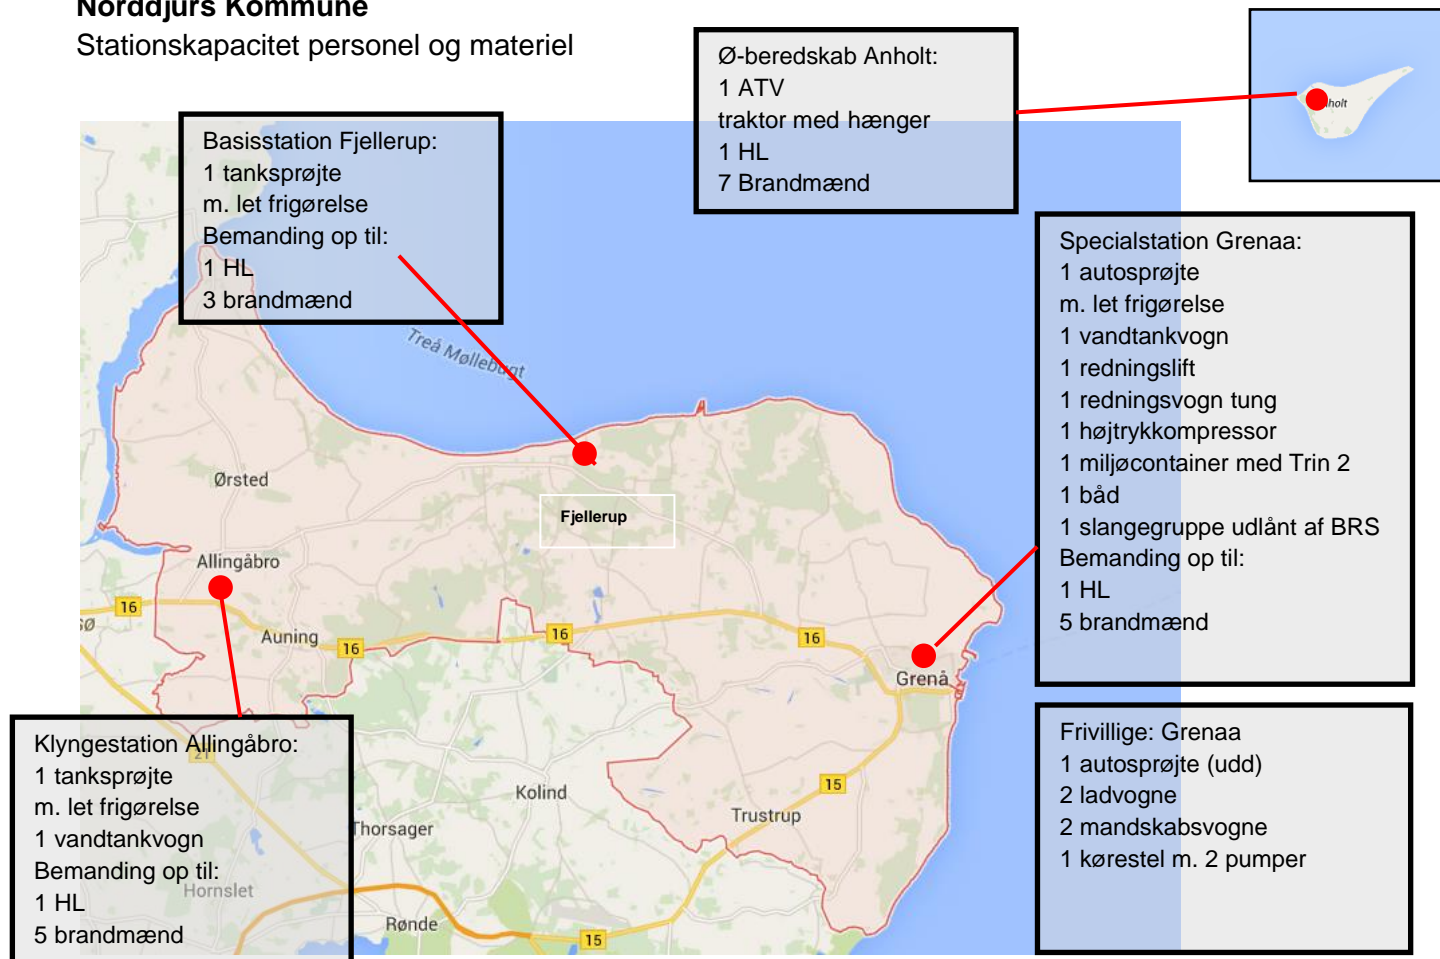 Norddjurs Kommune
Stationskapacitet personel og materiel
Ø-beredskab Anholt:
1 ATV
traktor med hænger
1 HL
7 Brandmænd
holt
Basisstation Fjellerup:
1 tanksprøjte
m. let frigørelse
Bemanding op til:
1 HL
3 brandmænd
Specialstation Grenaa:
1 autosprøjte
m. let frigørelse
1 vandtankvogn
1 redningslift
1 redningsvogn tung
1 højtrykkompressor
1 miljøcontainer med Trin 2
1 båd
1 slangegruppe udlånt af BRS
Bemanding op til:
1 HL
5 brandmænd
Treå Møllebugt
Ørsted
Fjellerup
Allingåbro
16
sø
Auning
16
16
16
Grenå
Klyngestation Allingåbro:
1 tanksprøjte
m. let frigørelse
1 vandtankvogn
Bemanding op til:
1 HL
5 brandmænd
21
Hornslet
Thorsager
Kolind
Rønde
15
Trustrup
15
Frivillige: Grenaa
1 autosprøjte (udd)
2 ladvogne
2 mandskabsvogne
1 kørestel m. 2 pumper